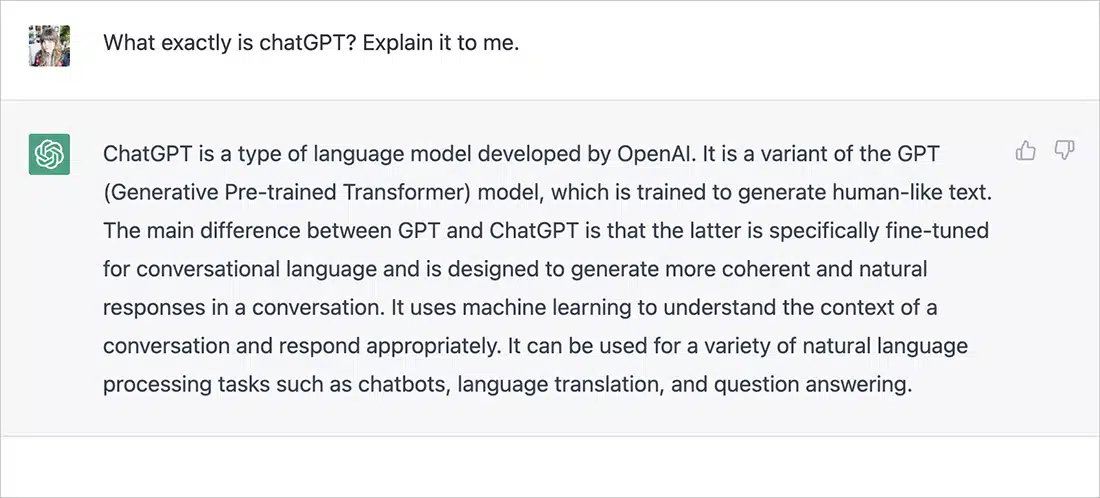 What exactly is chatGPT? Explain it to me.
ChatGPT is a type of language model developed by OpenAI. It is a variant of the GPT
(Generative Pre-trained Transformer) model, which is trained to generate human-like text.
The main difference between GPT and ChatGPT is that the latter is specifically fine-tuned
for conversational language and is designed to generate more coherent and natural
responses in a conversation. It uses machine learning to understand the context of a
conversation and respond appropriately. It can be used for a variety of natural language
processing tasks such as chatbots, language translation, and question answering.